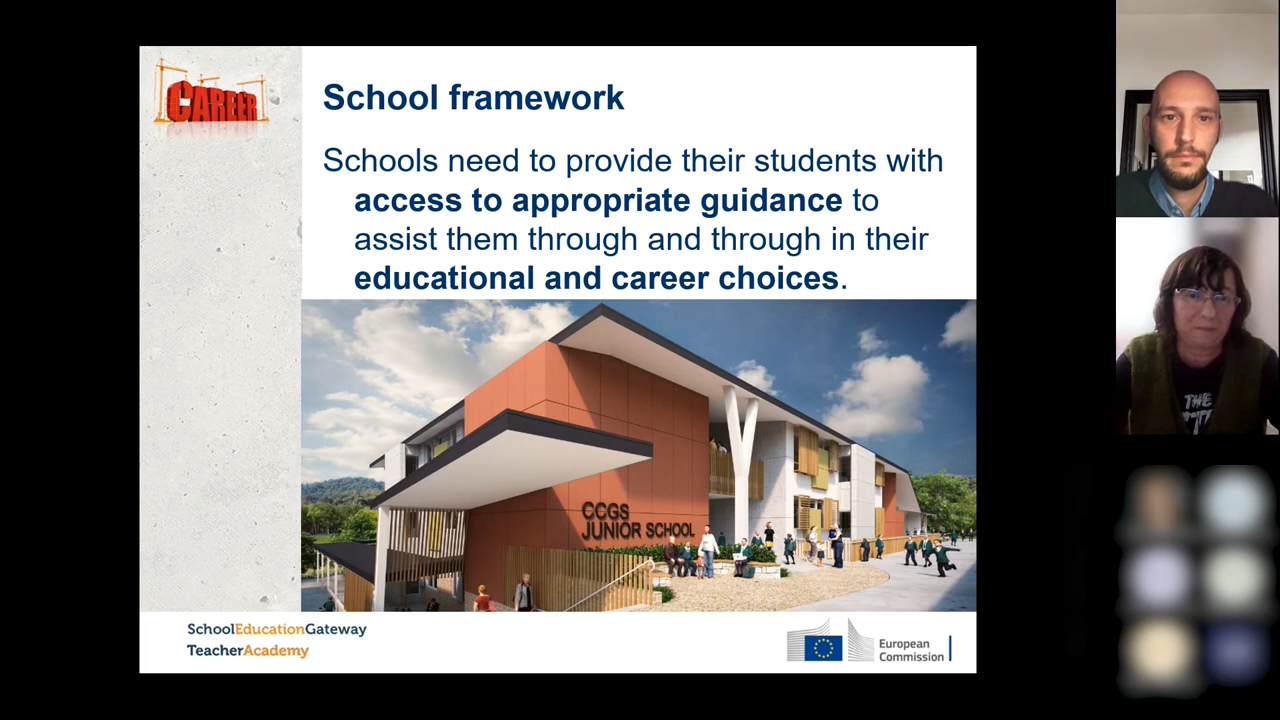 CAREER
School framework
Schools need to provide their students with
access to appropriate guidance to
assist them through and through in their
educational and career choices.
CCGS
JUNIOR SCHOOL
THE
SchoolEducationGateway
TeacherAcademy
European
Commission